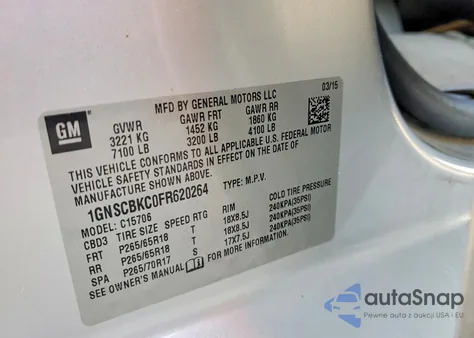 MFD BY GENERAL MOTORS LLC 03/15
GM
GVWR GAWR FRT GAWR RR
3221 KG 1452 KG 1860 KG
7100 LB 3200 LB 4100 LB
THIS VEHICLE CONFORMS TO ALL APPLICABLE U.S. FEDERAL MOTOR
VEHICLE SAFETY STANDARDS IN EFFECT ON THE DATE OF
MANUFACTURE SHOWN ABOVE.
1GNSCBKC0FR620264 TYPE: M.P.V.
MODEL: C15706
CBD3 TIRE SIZE SPEED RTG RIM COLD TIRE PRESSURE
FRT P265/65R18 T 18X8.5J 240KPA(35PSI)
RR P265/65R18 T 18X8.5J 240KPA(35PSI)
SPA P265/70R17 S 17X7.5J 240KPA(35PSI)
SEE OWNER'S MANUAL FOR MORE INFORMATION.
autaSnap
Pewne auta z aukcji USA - EU